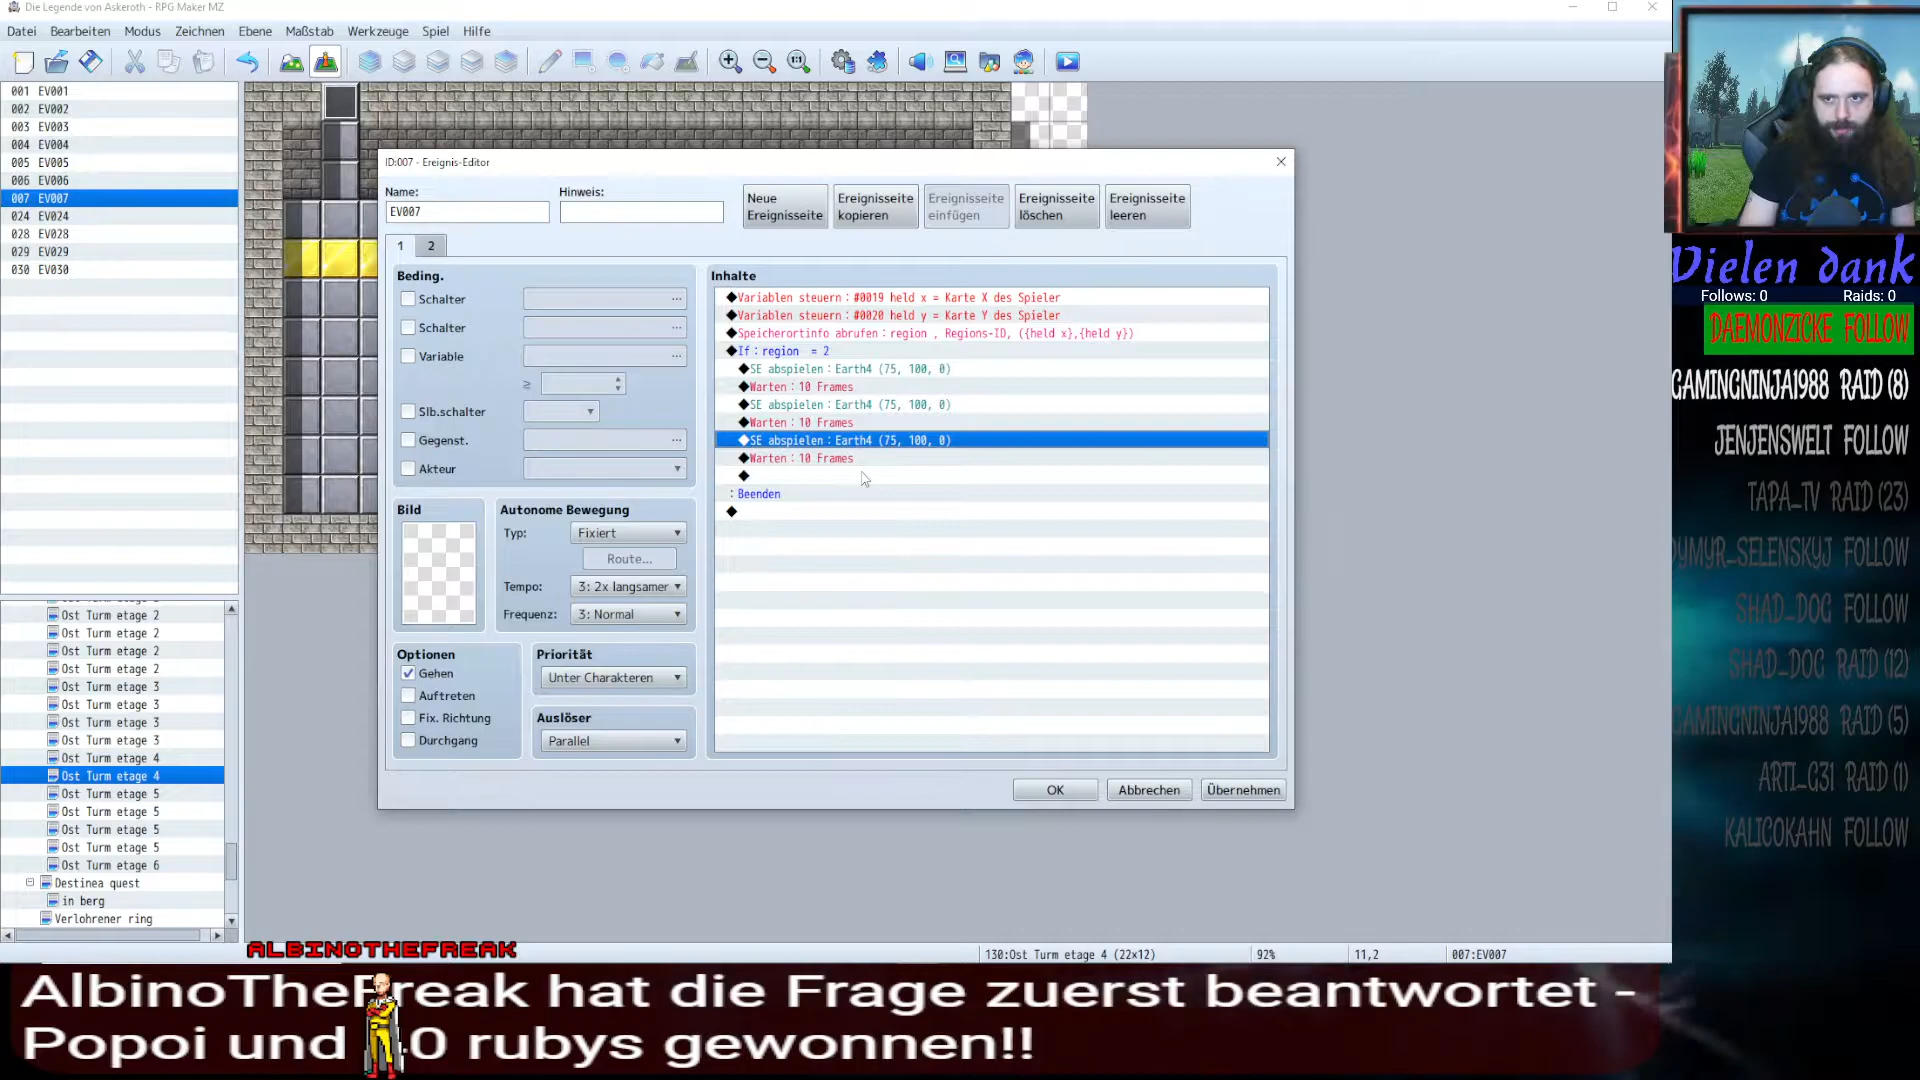 Die Legende von Askeroth - RPG Maker MZ
Datei Bearbeiten Modus Zeichnen Ebene Maßstab Werkzeuge Spiel Hilfe
001 EV001
002 EV002
003 EV003
004 EV004
005 EV005
006 EV006
007 EV007
024 EV024
028 EV028
029 EV029
030 EV030
Ost Turm etage 2
Ost Turm etage 2
Ost Turm etage 2
Ost Turm etage 2
Ost Turm etage 3
Ost Turm etage 3
Ost Turm etage 3
Ost Turm etage 3
Ost Turm etage 4
Ost Turm etage 4
Ost Turm etage 5
Ost Turm etage 5
Ost Turm etage 5
Ost Turm etage 5
Ost Turm etage 6
Destinea quest
in berg
Verlohrener ring
ID:007 - Ereignis-Editor
Name:
EV007
Hinweis:
Neue Ereignisseite
Ereignisseite kopieren
Ereignisseite einfügen
Ereignisseite löschen
Ereignisseite leeren
1 2
Beding.
Schalter
Schalter
Variable
≥
Slb.schalter
Gegenst.
Akteur
Bild
Autonome Bewegung
Typ: Fixiert
Route...
Tempo: 3: 2x langsamer
Frequenz: 3: Normal
Optionen
Gehen
Auftreten
Fix. Richtung
Durchgang
Priorität
Unter Charakteren
Auslöser
Parallel
Inhalte
◆Variablen steuern：#0019 held x = Karte X des Spieler
◆Variablen steuern：#0020 held y = Karte Y des Spieler
◆Speicherortinfo abrufen：region , Regions-ID, ({held x},{held y})
◆If：region = 2
◆SE abspielen：Earth4 (75, 100, 0)
◆Warten：10 Frames
◆SE abspielen：Earth4 (75, 100, 0)
◆Warten：10 Frames
◆SE abspielen：Earth4 (75, 100, 0)
◆Warten：10 Frames
◆
：Beenden
◆
OK Abbrechen Übernehmen
130:Ost Turm etage 4 (22x12) 92% 11,2 007:EV007
Vielen dank
Follows: 0 Raids: 0
DAEMONZICKE FOLLOW
GAMINGNINJA1988 RAID (8)
JENJENSWELT FOLLOW
TAPA_TV RAID (23)
DYMYR_SELENSKYJ FOLLOW
SHAD_DOG FOLLOW
SHAD_DOG RAID (12)
GAMINGNINJA1988 RAID (5)
ARTI_G31 RAID (1)
KALICOKAHN FOLLOW
ALBINOTHEFREAK
AlbinoTheFreak hat die Frage zuerst beantwortet -
Popoi und 40 rubys gewonnen!!